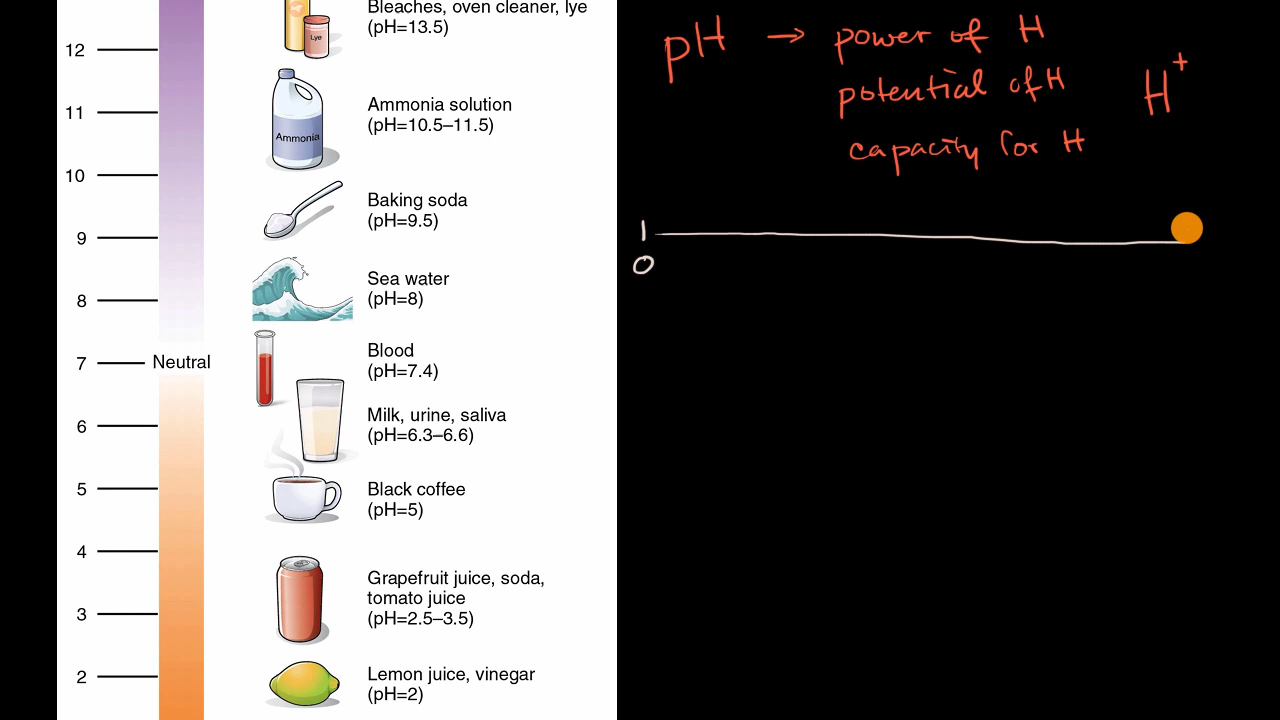 Bleaches, oven cleaner, lye
(pH=13.5)
Lye
12
Ammonia solution
(pH=10.5–11.5)
Ammonia
11
10
Baking soda
(pH=9.5)
9
Sea water
(pH=8)
8
Blood
(pH=7.4)
7
Neutral
Milk, urine, saliva
(pH=6.3–6.6)
6
Black coffee
(pH=5)
5
4
Grapefruit juice, soda,
tomato juice
(pH=2.5–3.5)
3
Lemon juice, vinegar
(pH=2)
2
pH → power of H
potential of H
H⁺
capacity for H
0